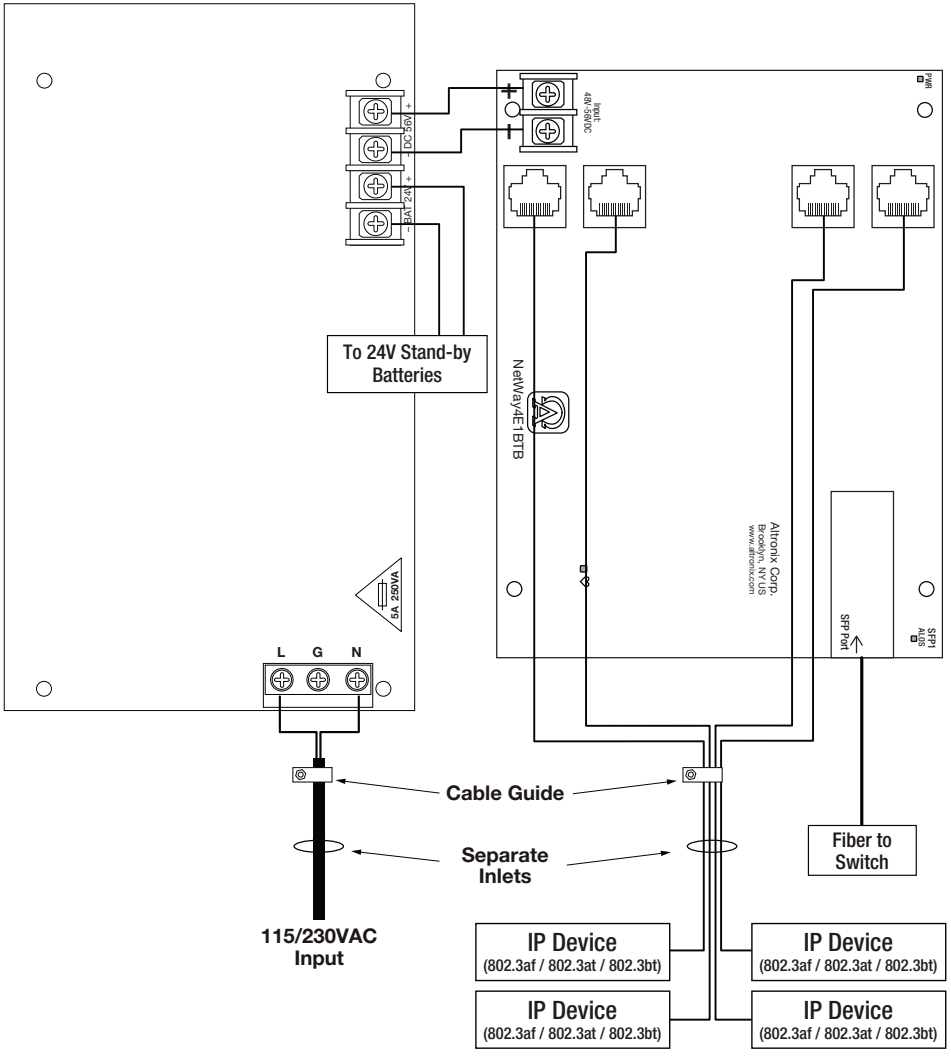 – BAT 24V + – DC 56V +
To 24V Stand-by
Batteries
5A 250VA
L G N
Input:
48V-56VDC
PWR
NetWay4E1BTB
Altronix Corp.
Brooklyn, NY US
www.altronix.com
SFP Port
SFP1
ALOS
Cable Guide
Separate
Inlets
115/230VAC
Input
Fiber to
Switch
IP Device
(802.3af / 802.3at / 802.3bt)
IP Device
(802.3af / 802.3at / 802.3bt)
IP Device
(802.3af / 802.3at / 802.3bt)
IP Device
(802.3af / 802.3at / 802.3bt)